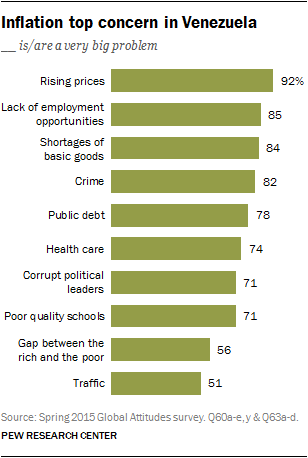 Inflation top concern in Venezuela
__ is/are a very big problem
Rising prices 92%
Lack of employment
opportunities 85
Shortages of
basic goods 84
Crime 82
Public debt 78
Health care 74
Corrupt political
leaders 71
Poor quality schools 71
Gap between the
rich and the poor 56
Traffic 51
Source: Spring 2015 Global Attitudes survey. Q60a-e,y & Q63a-d.
PEW RESEARCH CENTER